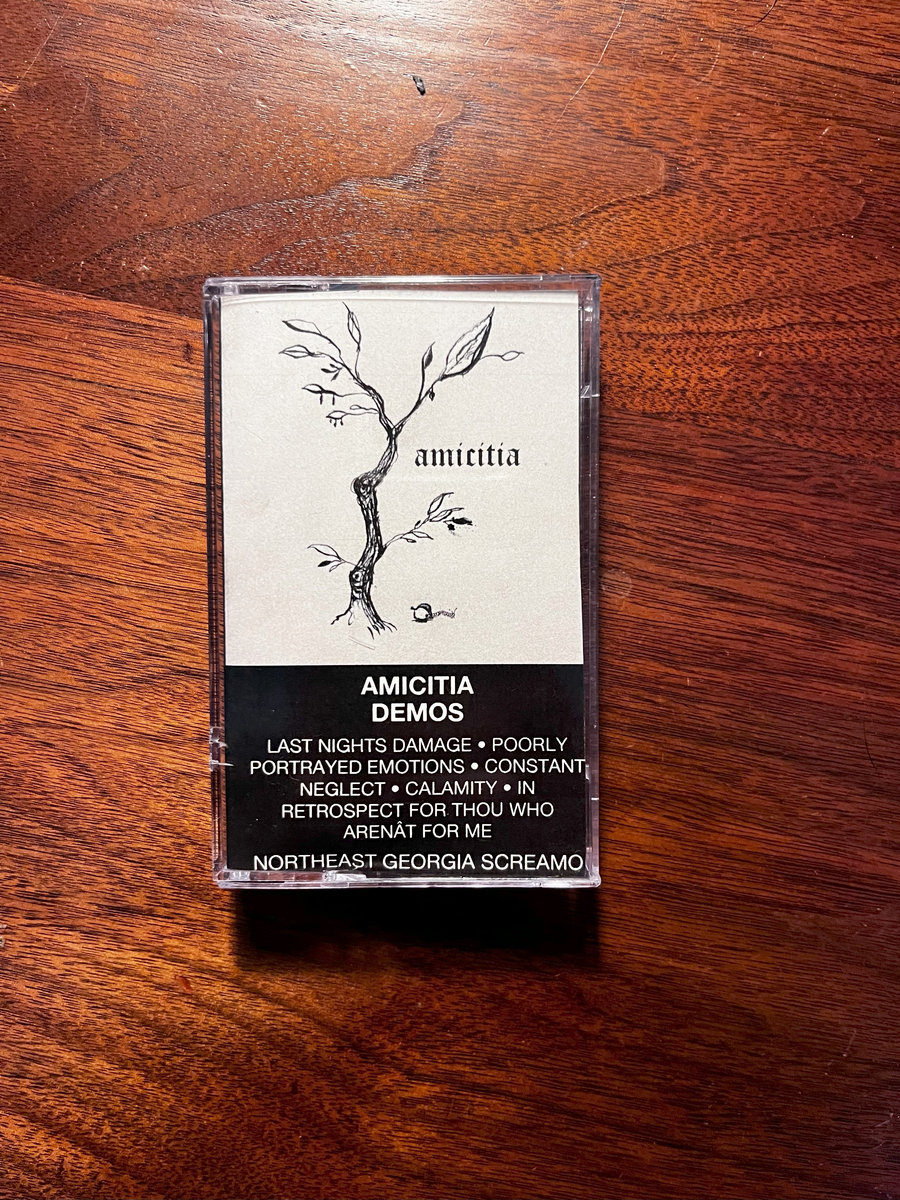 amicitia
AMICITIA
DEMOS
LAST NIGHTS DAMAGE • POORLY
PORTRAYED EMOTIONS • CONSTANT
NEGLECT • CALAMITY • IN
RETROSPECT FOR THOU WHO
ARENÂT FOR ME
NORTHEAST GEORGIA SCREAMO